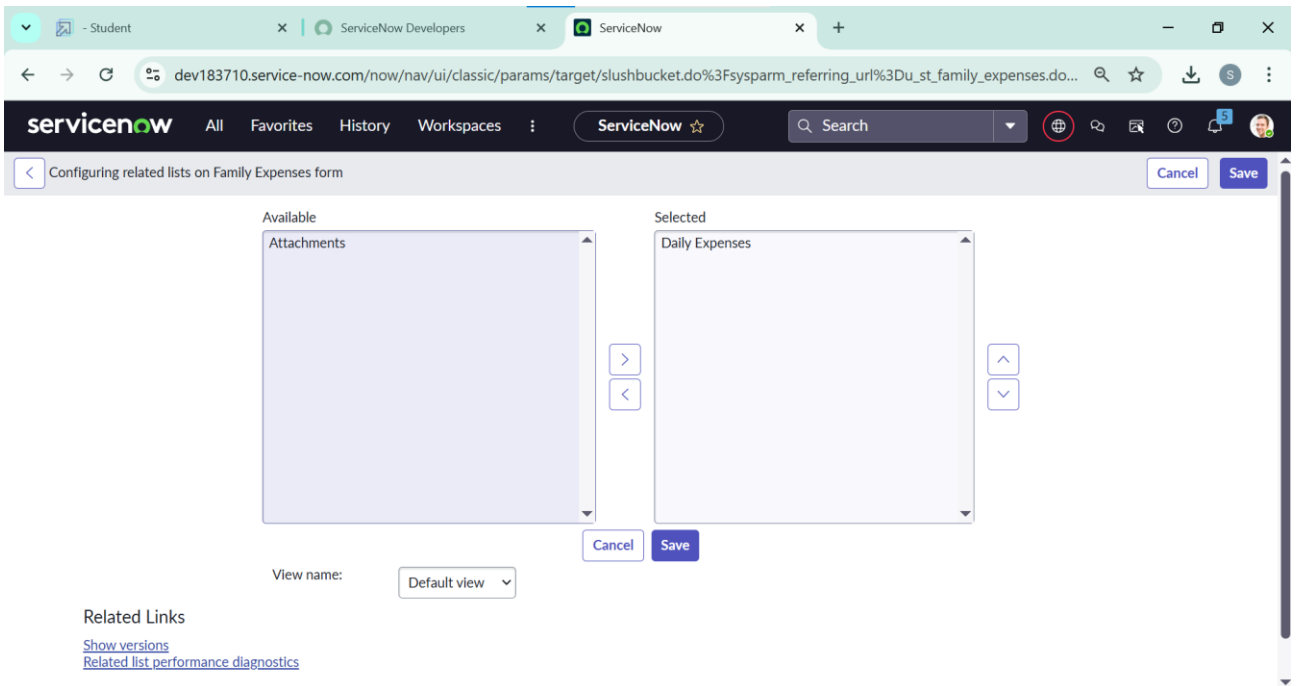 - Student
ServiceNow Developers
ServiceNow
dev183710.service-now.com/now/nav/ui/classic/params/target/slushbucket.do%3Fsysparm_referring_url%3Du_st_family_expenses.do...
S
servicenow All Favorites History Workspaces ServiceNow Search 5
Configuring related lists on Family Expenses form Cancel Save
Available Selected
Attachments Daily Expenses
Cancel Save
View name: Default view
Related Links
Show versions
Related list performance diagnostics